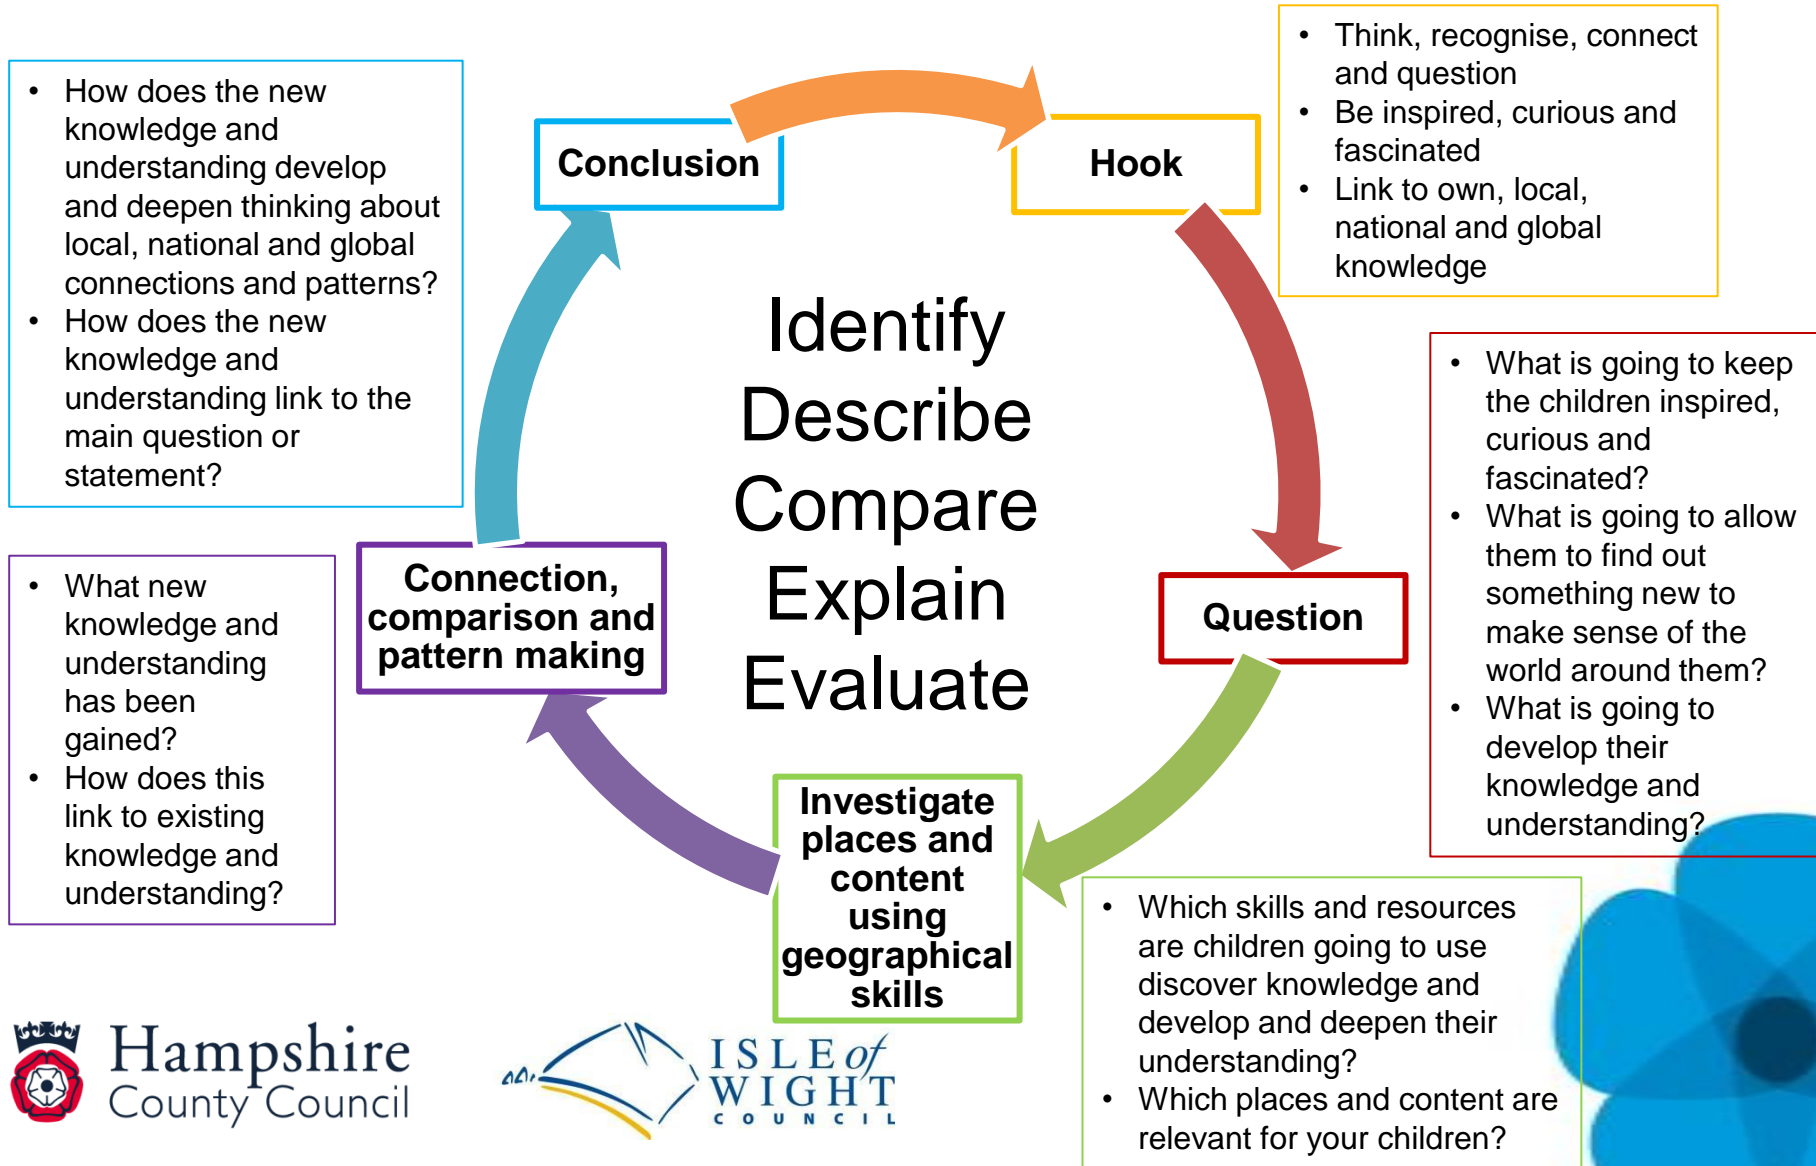 • Think, recognise, connect
and question
• Be inspired, curious and
fascinated
• Link to own, local,
national and global
knowledge
• How does the new
knowledge and
understanding develop
and deepen thinking about
local, national and global
connections and patterns?
• How does the new
knowledge and
understanding link to the
main question or
statement?
Conclusion
Hook
Identify
Describe
Compare
Explain
Evaluate
• What is going to keep
the children inspired,
curious and
fascinated?
• What is going to allow
them to find out
something new to
make sense of the
world around them?
• What is going to
develop their
knowledge and
understanding?
Question
Connection,
comparison and
pattern making
• What new
knowledge and
understanding
has been
gained?
• How does this
link to existing
knowledge and
understanding?
Investigate
places and
content
using
geographical
skills
• Which skills and resources
are children going to use
discover knowledge and
develop and deepen their
understanding?
• Which places and content are
relevant for your children?
Hampshire
County Council
ISLE of
WIGHT
COUNCIL